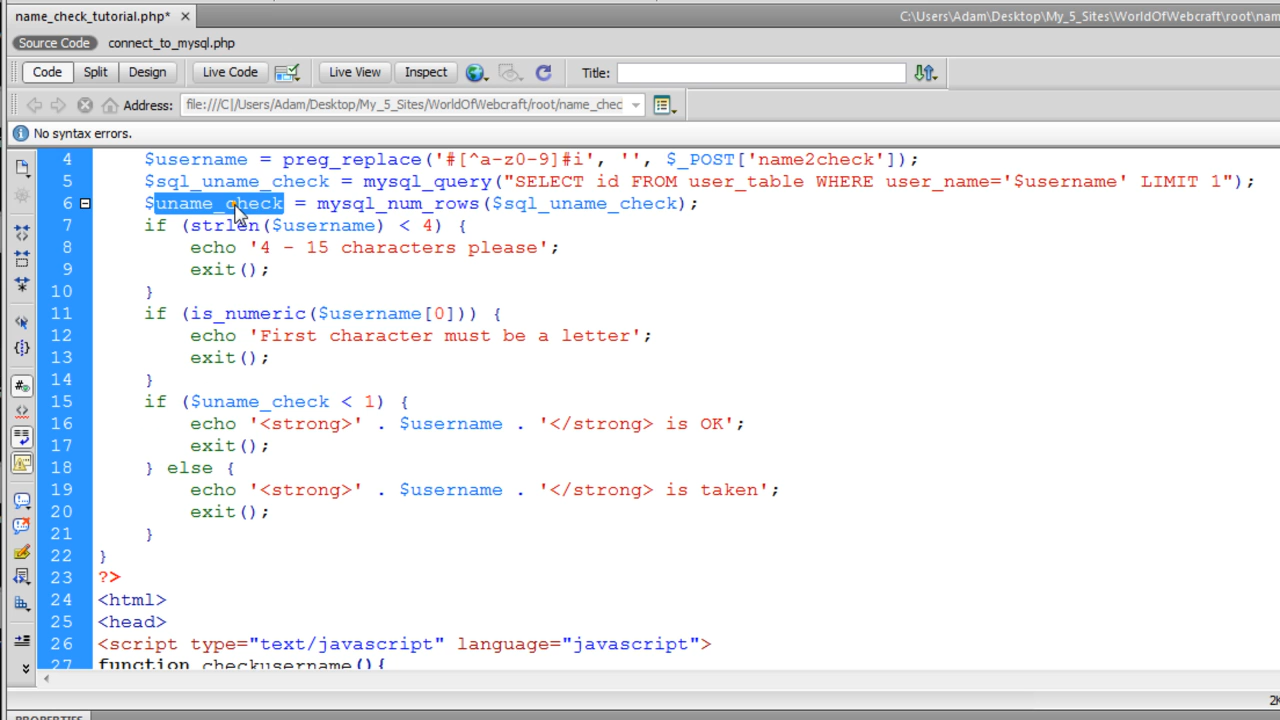 name_check_tutorial.php* ×
C:\Users\Adam\Desktop\My_5_Sites\WorldOfWebcraft\root\name
Source Code connect_to_mysql.php
Code Split Design Live Code Live View Inspect Title:
Address: file:///C|/Users/Adam/Desktop/My_5_Sites/WorldOfWebcraft/root/name_chec
No syntax errors.
4 $username = preg_replace('#[^a-z0-9]#i', '', $_POST['name2check']);
5 $sql_uname_check = mysql_query("SELECT id FROM user_table WHERE user_name='$username' LIMIT 1");
6 $uname_check = mysql_num_rows($sql_uname_check);
7 if (strlen($username) < 4) {
8 echo '4 - 15 characters please';
9 exit();
10 }
11 if (is_numeric($username[0])) {
12 echo 'First character must be a letter';
13 exit();
14 }
15 if ($uname_check < 1) {
16 echo '<strong>' . $username . '</strong> is OK';
17 exit();
18 } else {
19 echo '<strong>' . $username . '</strong> is taken';
20 exit();
21 }
22 }
23 ?>
24 <html>
25 <head>
26 <script type="text/javascript" language="javascript">
27 function checkusername(){
2K
PROPERTIES